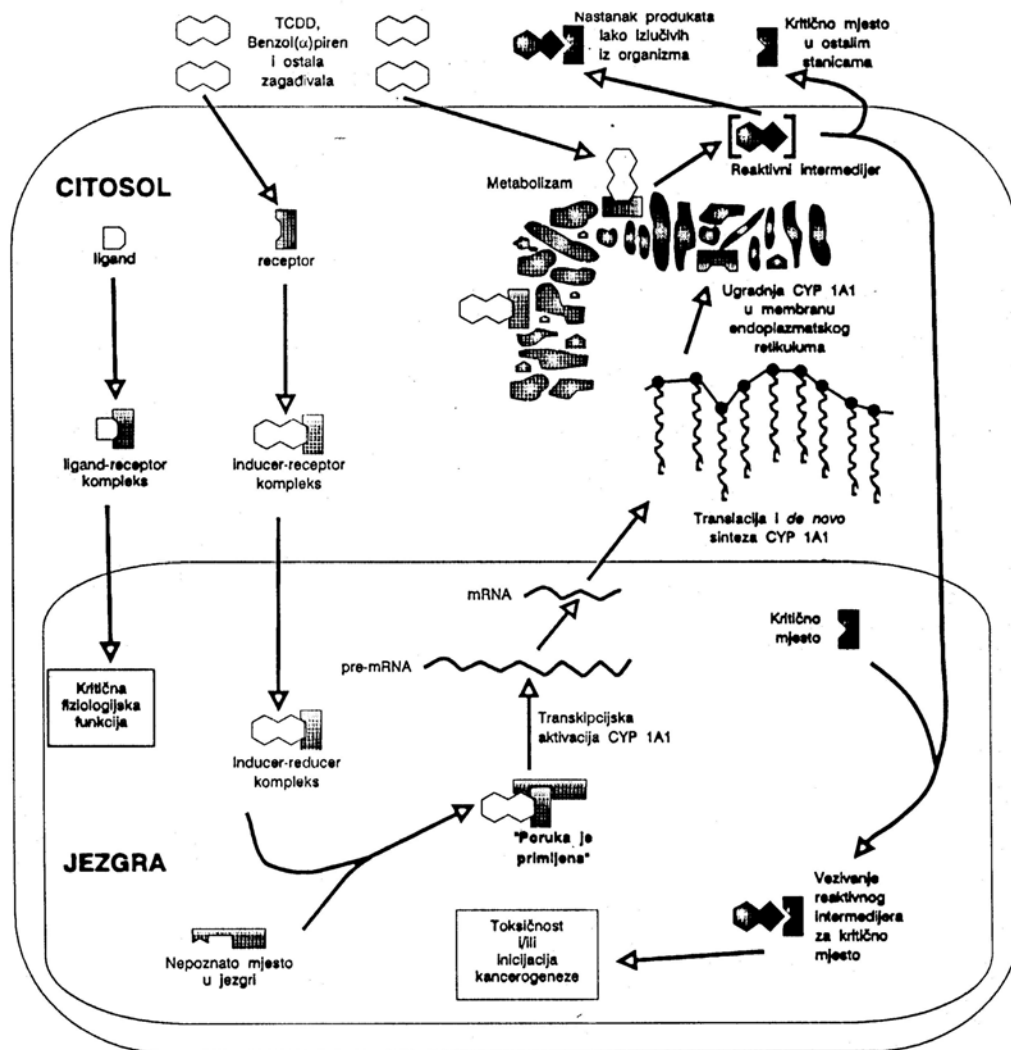 TCDD,
Benzol(α)piren
i ostala
zagađivala
Nastanak produkata
lako izlučivih
iz organizma
Kritično mjesto
u ostalim
stanicama
CITOSOL
Metabolizam
Reaktivni intermedijer
ligand
receptor
Ugradnja CYP 1A1
u membranu
endoplazmatskog
retikuluma
ligand-receptor
kompleks
inducer-receptor
kompleks
Translacija i de novo
sinteza CYP 1A1
mRNA
Kritično
mjesto
pre-mRNA
Kritična
fiziologijska
funkcija
Transkipcijska
aktivacija CYP 1A1
inducer-reducer
kompleks
"Poruka je
primljena"
JEZGRA
Vezivanje
reaktivnog
intermedijera
za kritično
mjesto
Toksičnost
i/ili
inicijacija
kancerogeneze
Nepoznato mjesto
u jezgri